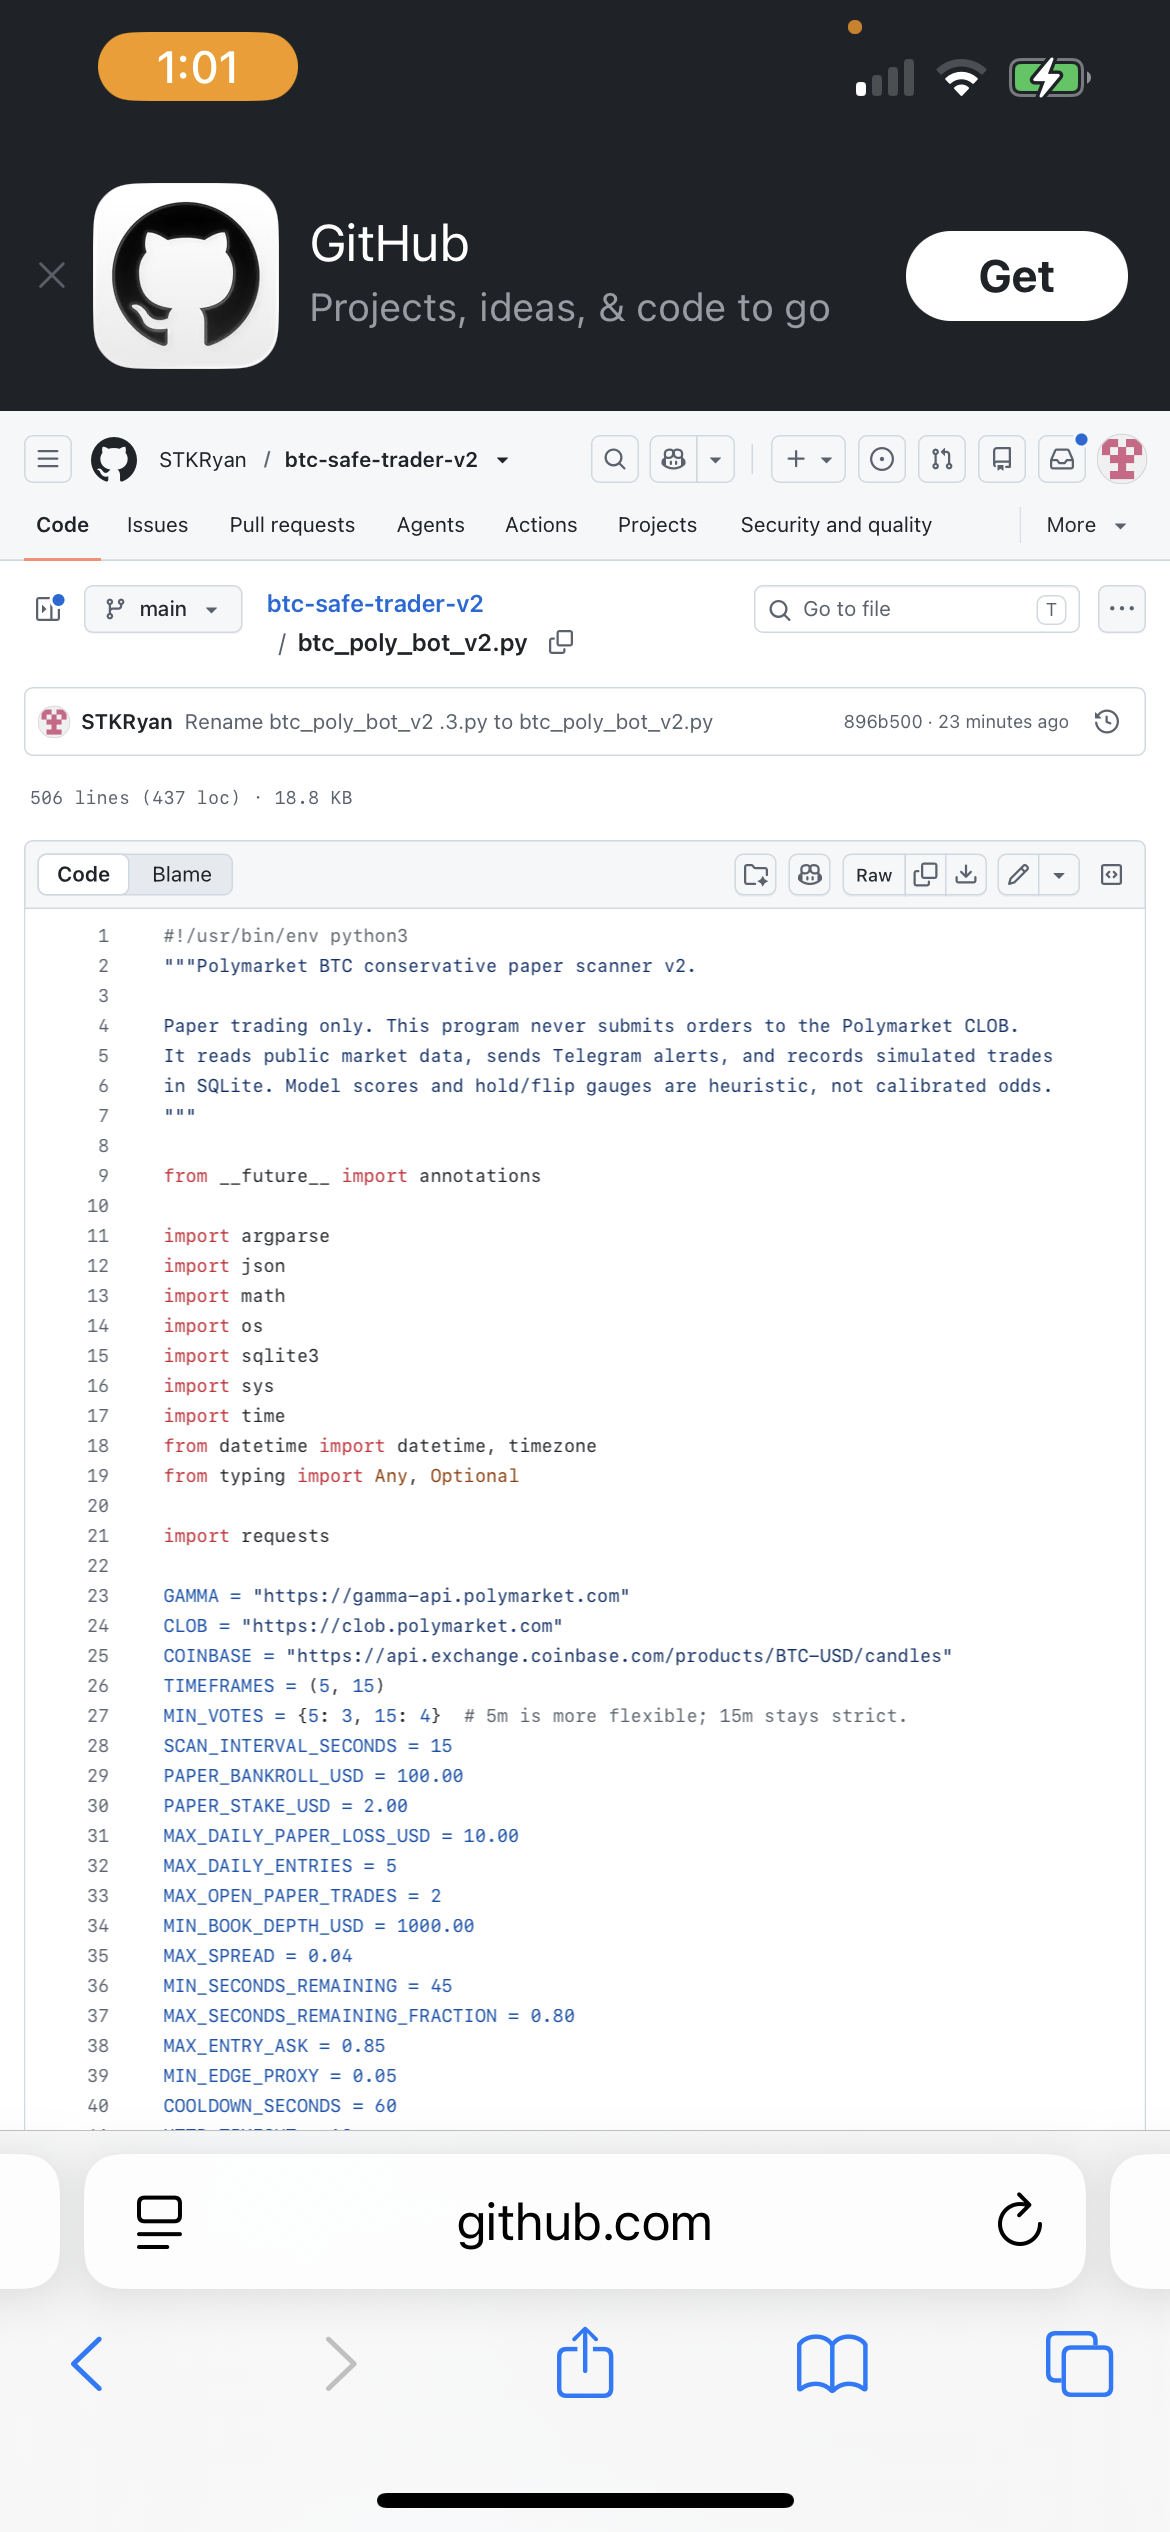 1:01
GitHub
Projects, ideas, & code to go
Get
STKRyan / btc-safe-trader-v2
Code Issues Pull requests Agents Actions Projects Security and quality More
main
btc-safe-trader-v2
/ btc_poly_bot_v2.py
Go to file T
STKRyan Rename btc_poly_bot_v2 .3.py to btc_poly_bot_v2.py 896b500 · 23 minutes ago
506 lines (437 loc) · 18.8 KB
Code Blame Raw
1 #!/usr/bin/env python3
2 """Polymarket BTC conservative paper scanner v2.
3
4 Paper trading only. This program never submits orders to the Polymarket CLOB.
5 It reads public market data, sends Telegram alerts, and records simulated trades
6 in SQLite. Model scores and hold/flip gauges are heuristic, not calibrated odds.
7 """
8
9 from __future__ import annotations
10
11 import argparse
12 import json
13 import math
14 import os
15 import sqlite3
16 import sys
17 import time
18 from datetime import datetime, timezone
19 from typing import Any, Optional
20
21 import requests
22
23 GAMMA = "https://gamma-api.polymarket.com"
24 CLOB = "https://clob.polymarket.com"
25 COINBASE = "https://api.exchange.coinbase.com/products/BTC-USD/candles"
26 TIMEFRAMES = (5, 15)
27 MIN_VOTES = {5: 3, 15: 4}  # 5m is more flexible; 15m stays strict.
28 SCAN_INTERVAL_SECONDS = 15
29 PAPER_BANKROLL_USD = 100.00
30 PAPER_STAKE_USD = 2.00
31 MAX_DAILY_PAPER_LOSS_USD = 10.00
32 MAX_DAILY_ENTRIES = 5
33 MAX_OPEN_PAPER_TRADES = 2
34 MIN_BOOK_DEPTH_USD = 1000.00
35 MAX_SPREAD = 0.04
36 MIN_SECONDS_REMAINING = 45
37 MAX_SECONDS_REMAINING_FRACTION = 0.80
38 MAX_ENTRY_ASK = 0.85
39 MIN_EDGE_PROXY = 0.05
40 COOLDOWN_SECONDS = 60
github.com